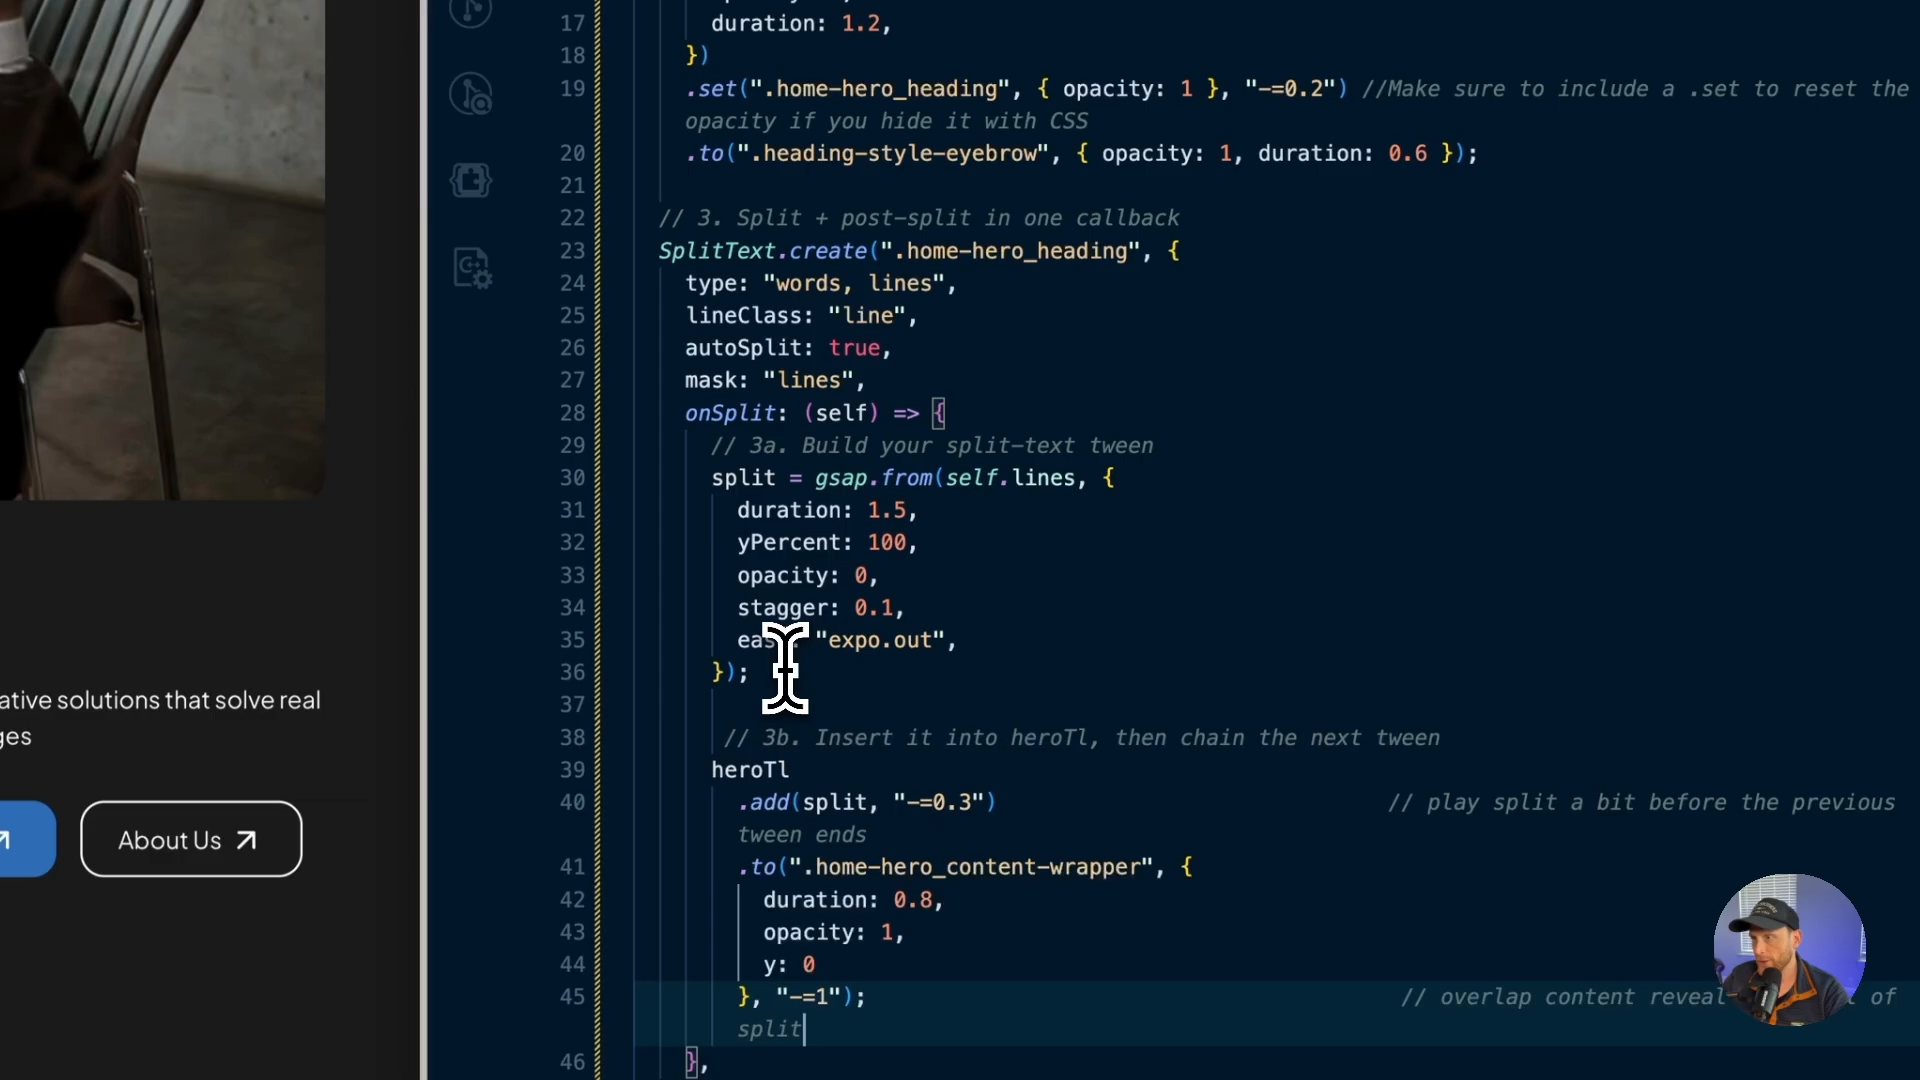 17 duration: 1.2,
18 })
19 .set(".home-hero_heading", { opacity: 1 }, "-=0.2") //Make sure to include a .set to reset the
opacity if you hide it with CSS
20 .to(".heading-style-eyebrow", { opacity: 1, duration: 0.6 });
21
22 // 3. Split + post-split in one callback
23 SplitText.create(".home-hero_heading", {
24 type: "words, lines",
25 lineClass: "line",
26 autoSplit: true,
27 mask: "lines",
28 onSplit: (self) => {
29 // 3a. Build your split-text tween
30 split = gsap.from(self.lines, {
31 duration: 1.5,
32 yPercent: 100,
33 opacity: 0,
34 stagger: 0.1,
35 "expo.out",
36 });
37
38 // 3b. Insert it into heroTl, then chain the next tween
39 heroTl
40 .add(split, "-=0.3") // play split a bit before the previous
tween ends
41 .to(".home-hero_content-wrapper", {
42 duration: 0.8,
43 opacity: 1,
44 y: 0
45 }, "-=1"); // overlap content reveal of
split
46 },
ative solutions that solve real
ges
About Us